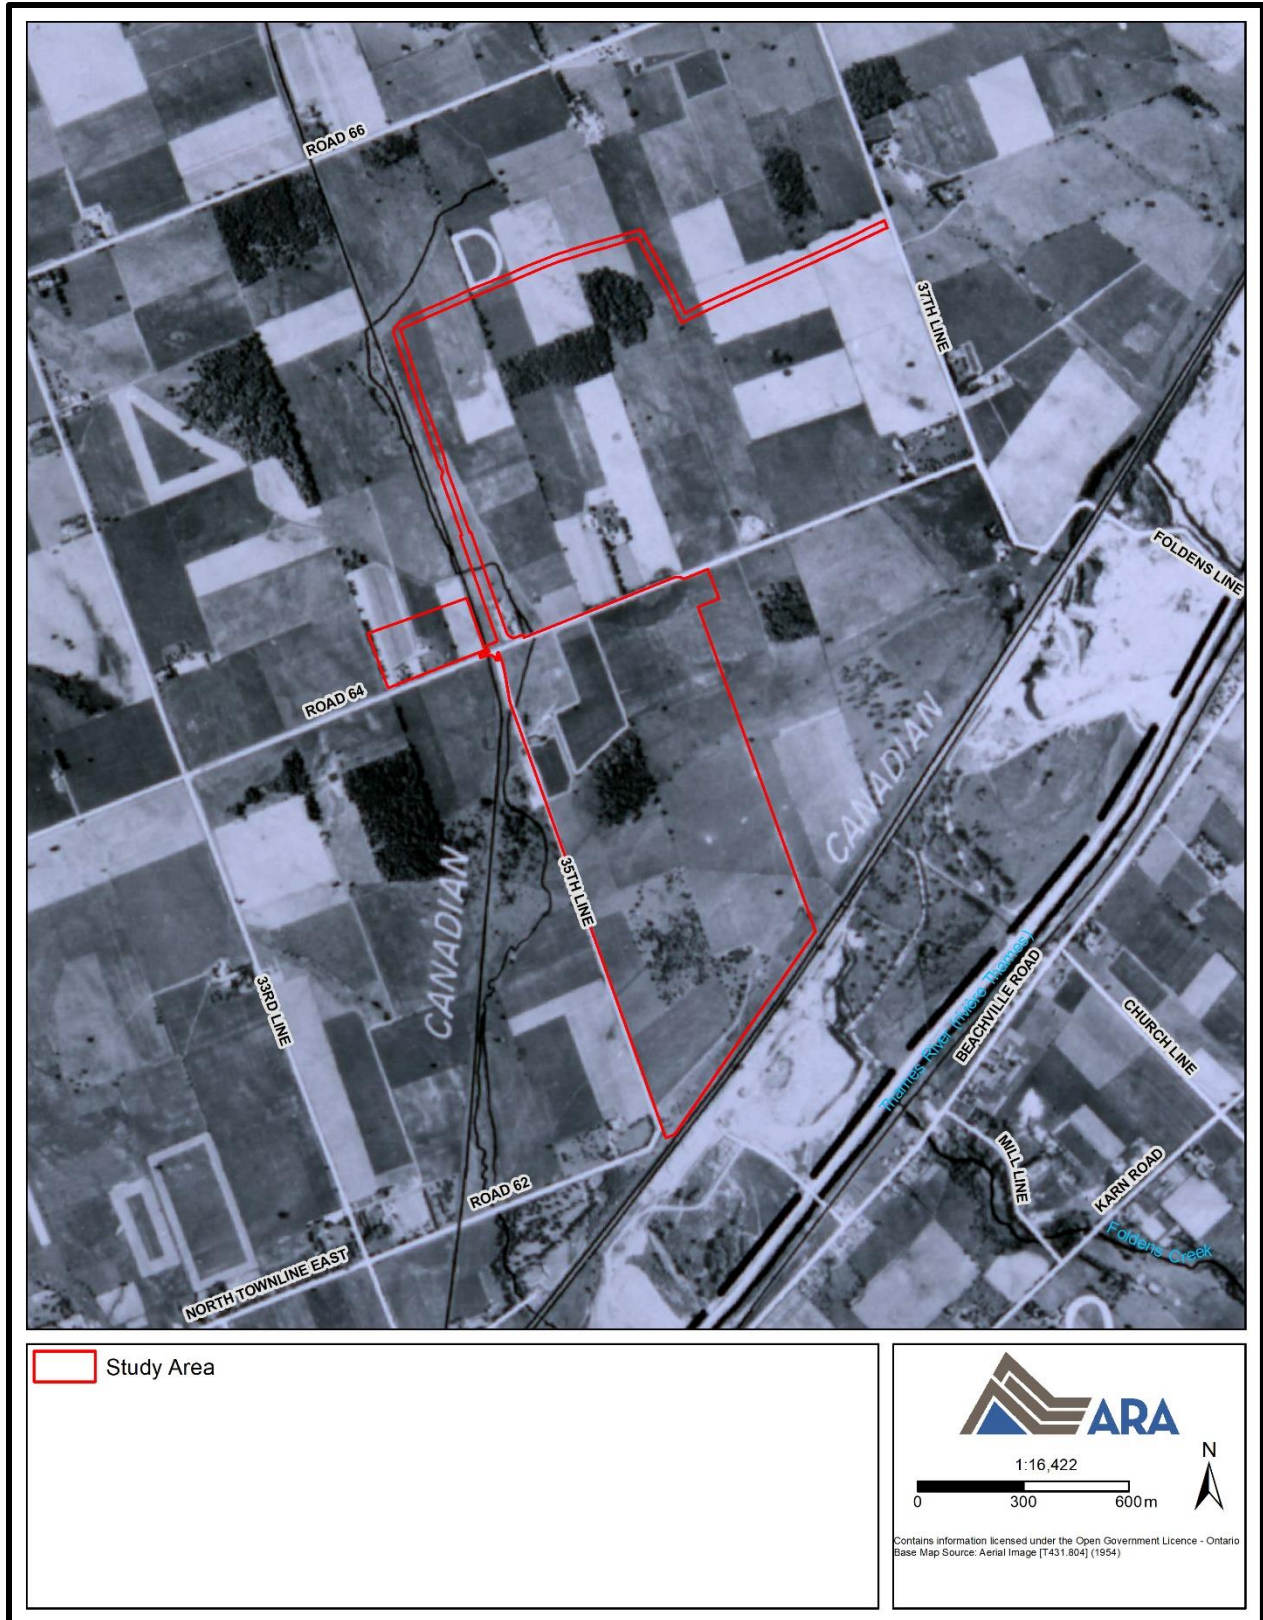 ROAD 66
D
37TH LINE
FOLDENS LINE
ROAD 64
CANADIAN
CANADIAN
35TH LINE
33RD LINE
Thames River (rivière Thames)
BEACHVILLE ROAD
CHURCH LINE
MILL LINE
KARN ROAD
ROAD 62
Foldens Creek
NORTH TOWNLINE EAST
Study Area
ARA
N
1:16,422
0 300 600m
Contains information licensed under the Open Government Licence - Ontario
Base Map Source: Aerial Image [T431.804] (1954)